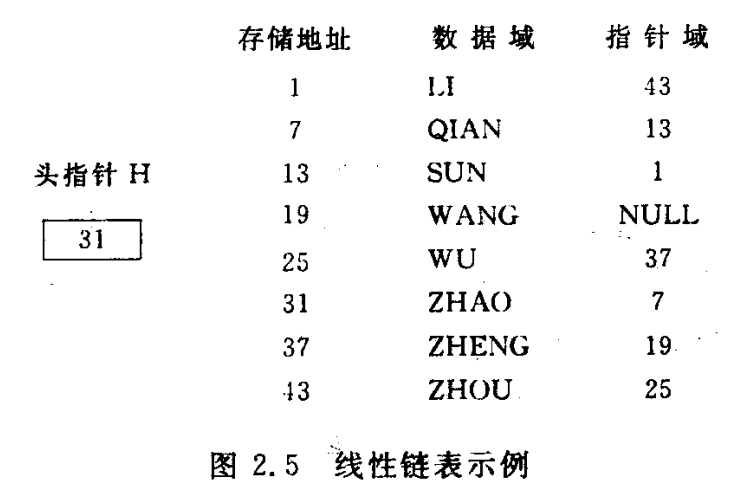 存储地址 数据域 指针域
1 LI 43
7 QIAN 13
头指针 H 13 SUN 1
19 WANG NULL
31
25 WU 37
31 ZHAO 7
37 ZHENG 19
43 ZHOU 25
图 2.5 线性链表示例